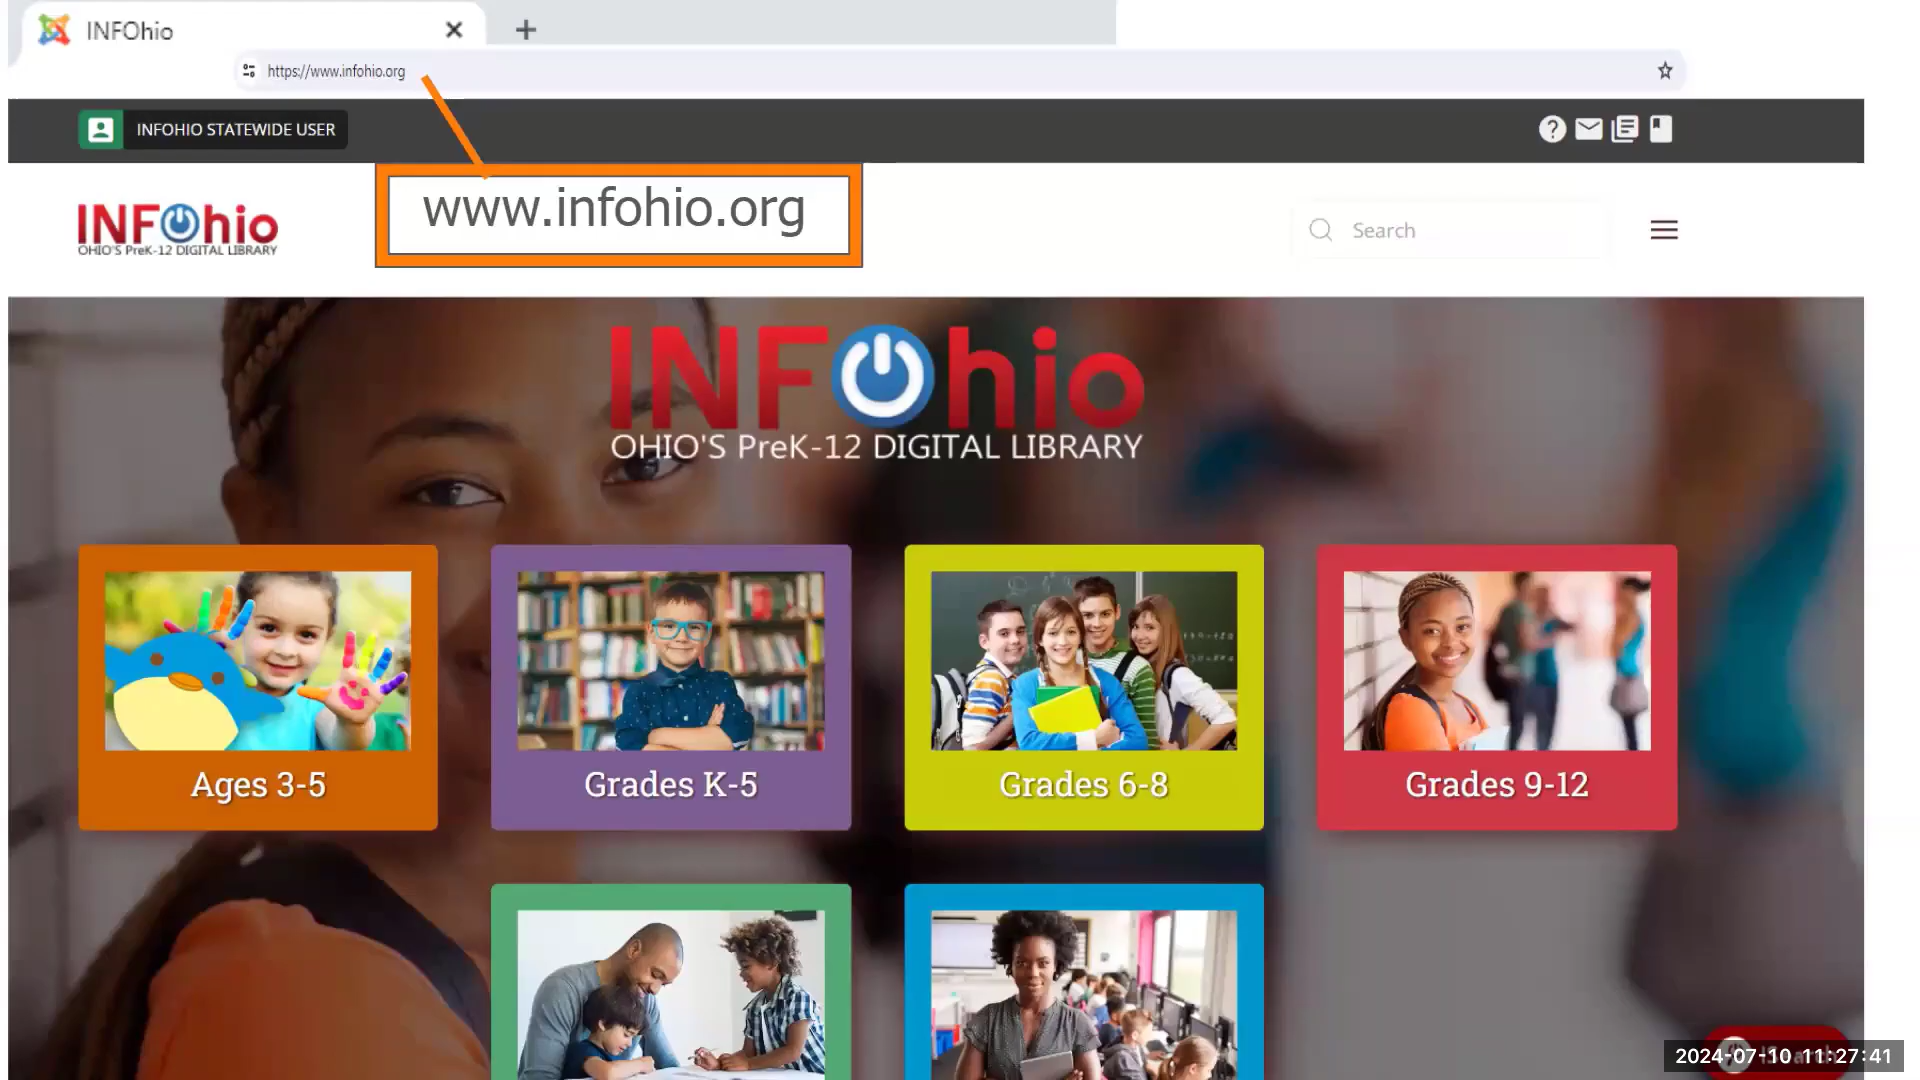 INFOhio
https://www.infohio.org
INFOHIO STATEWIDE USER
www.infohio.org
INFOhio
OHIO'S PreK-12 DIGITAL LIBRARY
Search
INFOhio
OHIO'S PreK-12 DIGITAL LIBRARY
Ages 3-5
Grades K-5
Grades 6-8
Grades 9-12
2024-07-10 11:27:41